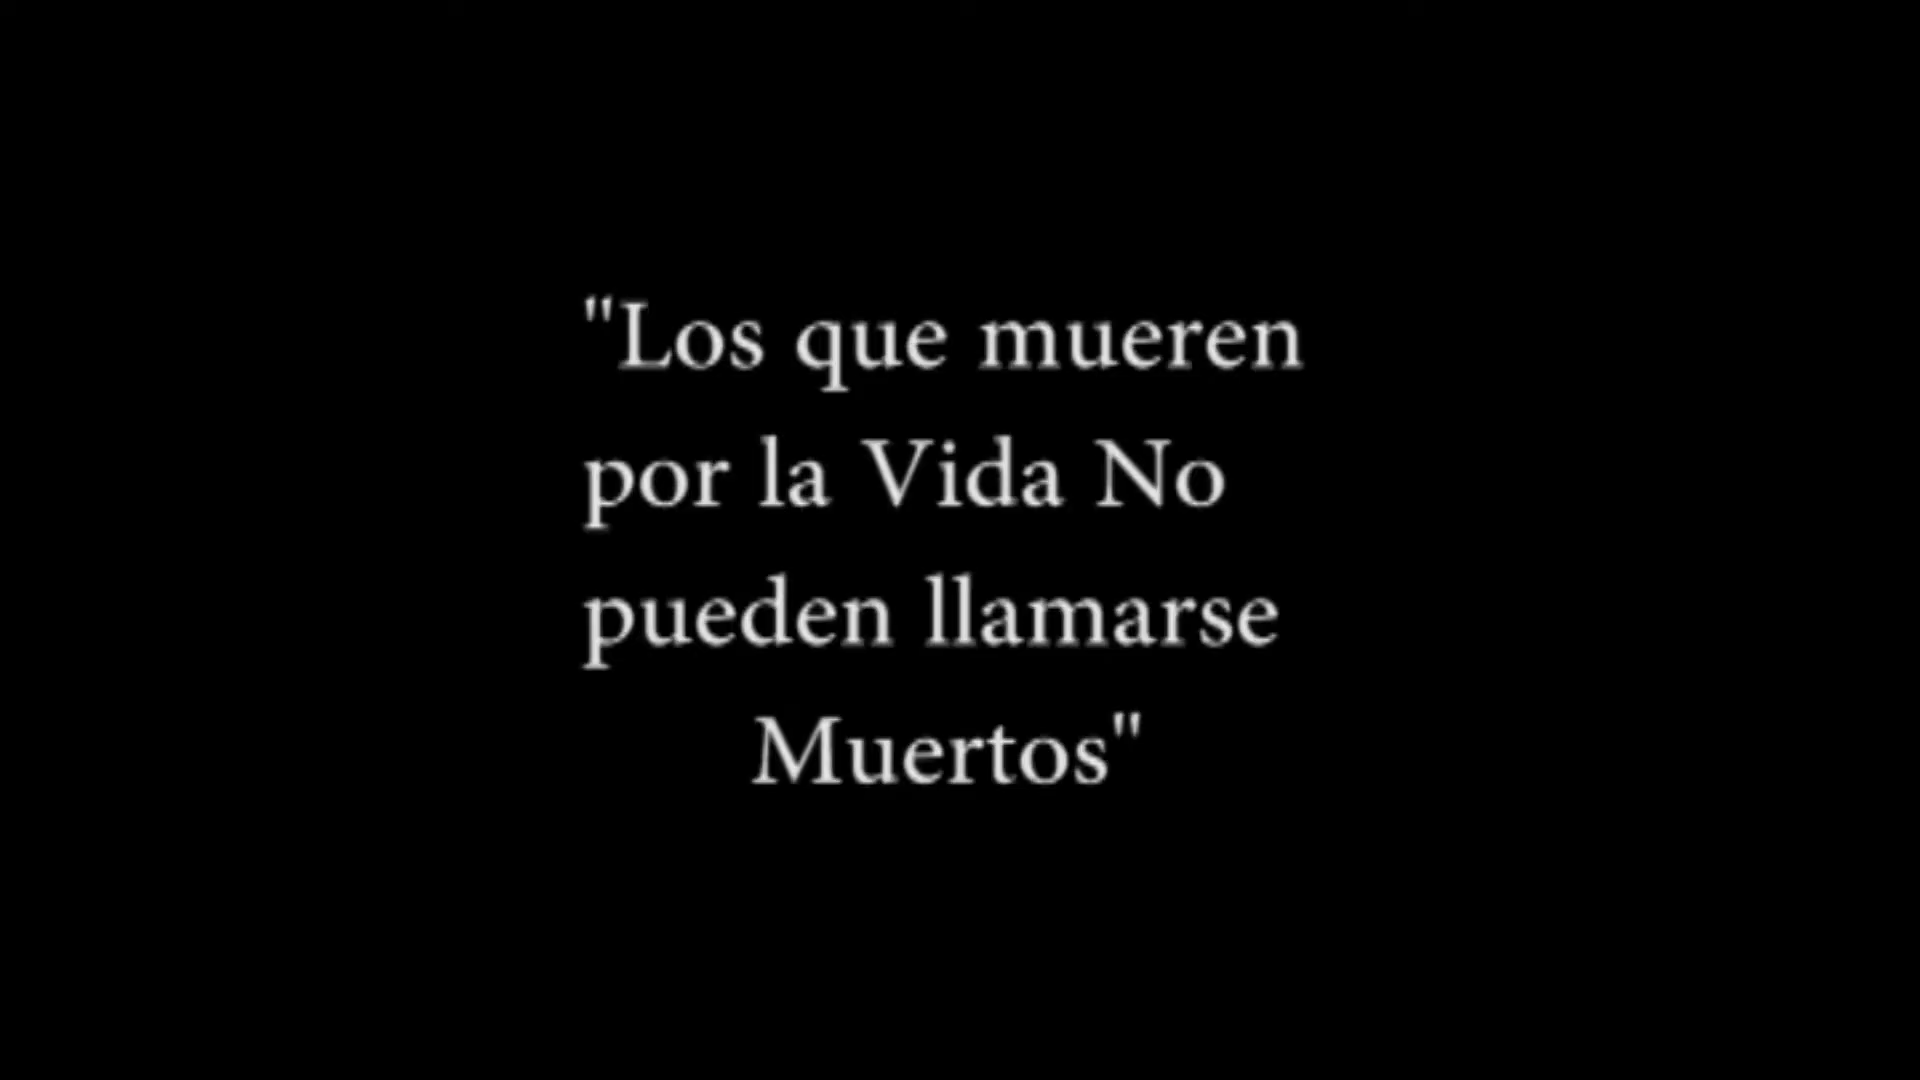 "Los que mueren
por la Vida No
pueden llamarse
Muertos"